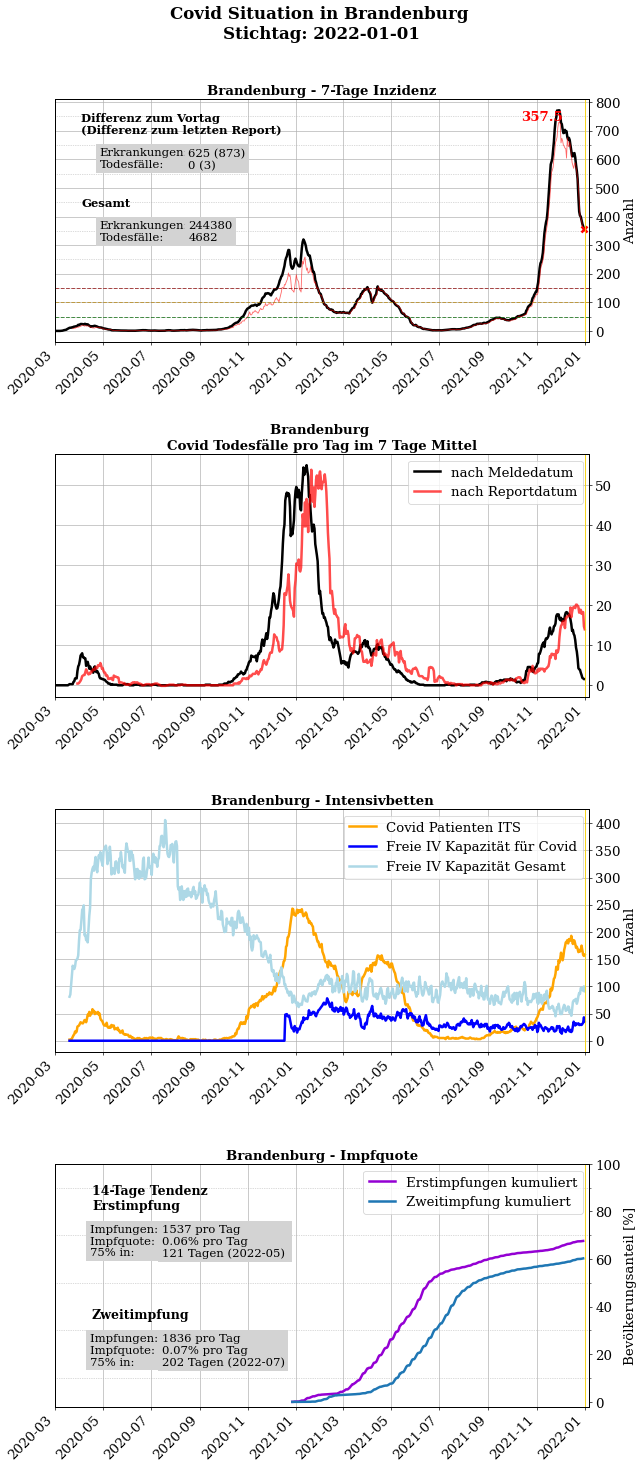 Covid Situation in Brandenburg
Stichtag: 2022-01-01
Brandenburg - 7-Tage Inzidenz
Differenz zum Vortag
(Differenz zum letzten Report)
Erkrankungen 625 (873)
Todesfälle: 0 (3)
Gesamt
Erkrankungen 244380
Todesfälle: 4682
357.
800
700
600
500
400
300
200
100
0
Anzahl
2020-03 2020-05 2020-07 2020-09 2020-11 2021-01 2021-03 2021-05 2021-07 2021-09 2021-11 2022-01
Brandenburg
Covid Todesfälle pro Tag im 7 Tage Mittel
nach Meldedatum
nach Reportdatum
50
40
30
20
10
0
2020-03 2020-05 2020-07 2020-09 2020-11 2021-01 2021-03 2021-05 2021-07 2021-09 2021-11 2022-01
Brandenburg - Intensivbetten
Covid Patienten ITS
Freie IV Kapazität für Covid
Freie IV Kapazität Gesamt
400
350
300
250
200
150
100
50
0
Anzahl
2020-03 2020-05 2020-07 2020-09 2020-11 2021-01 2021-03 2021-05 2021-07 2021-09 2021-11 2022-01
Brandenburg - Impfquote
14-Tage Tendenz
Erstimpfung
Impfungen: 1537 pro Tag
Impfquote: 0.06% pro Tag
75% in: 121 Tagen (2022-05)
Zweitimpfung
Impfungen: 1836 pro Tag
Impfquote: 0.07% pro Tag
75% in: 202 Tagen (2022-07)
Erstimpfungen kumuliert
Zweitimpfung kumuliert
100
80
60
40
20
0
Bevölkerungsanteil [%]
2020-03 2020-05 2020-07 2020-09 2020-11 2021-01 2021-03 2021-05 2021-07 2021-09 2021-11 2022-01